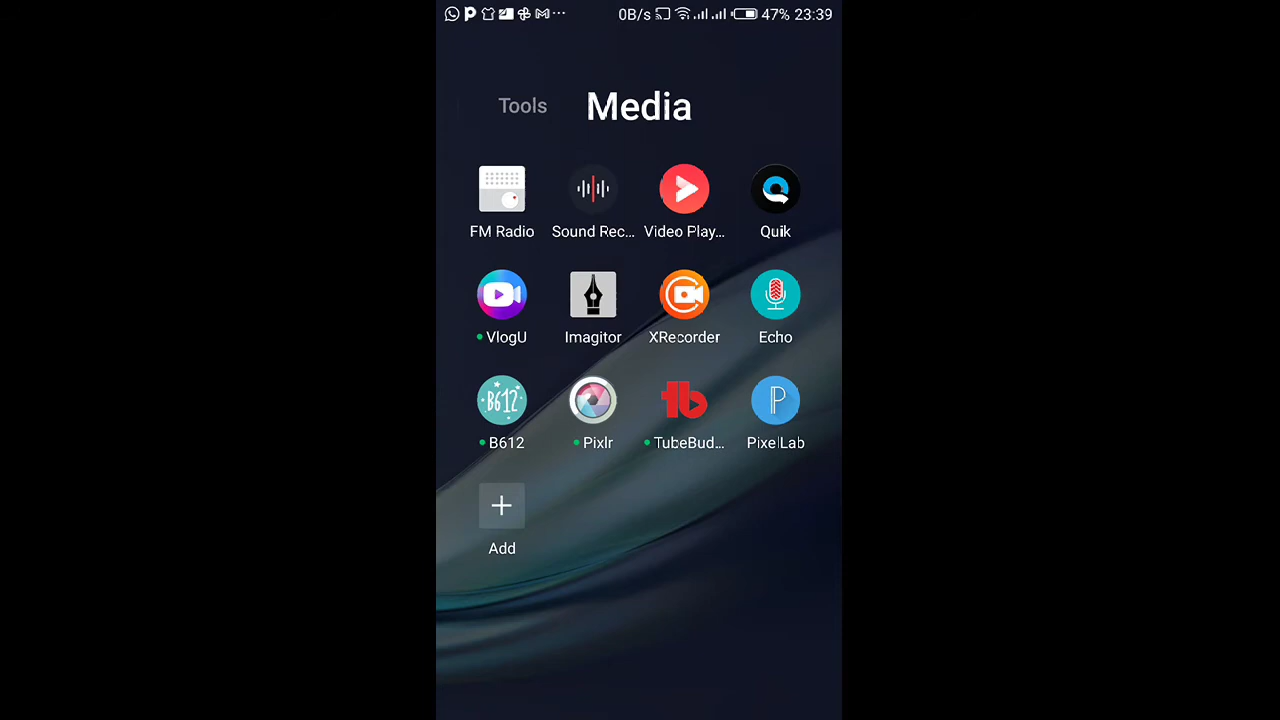 0B/s 47% 23:39
Tools Media
FM Radio Sound Rec... Video Play... Quik
VlogU Imagitor XRecorder Echo
B612
B612 Pixlr TubeBud... PixelLab
Add